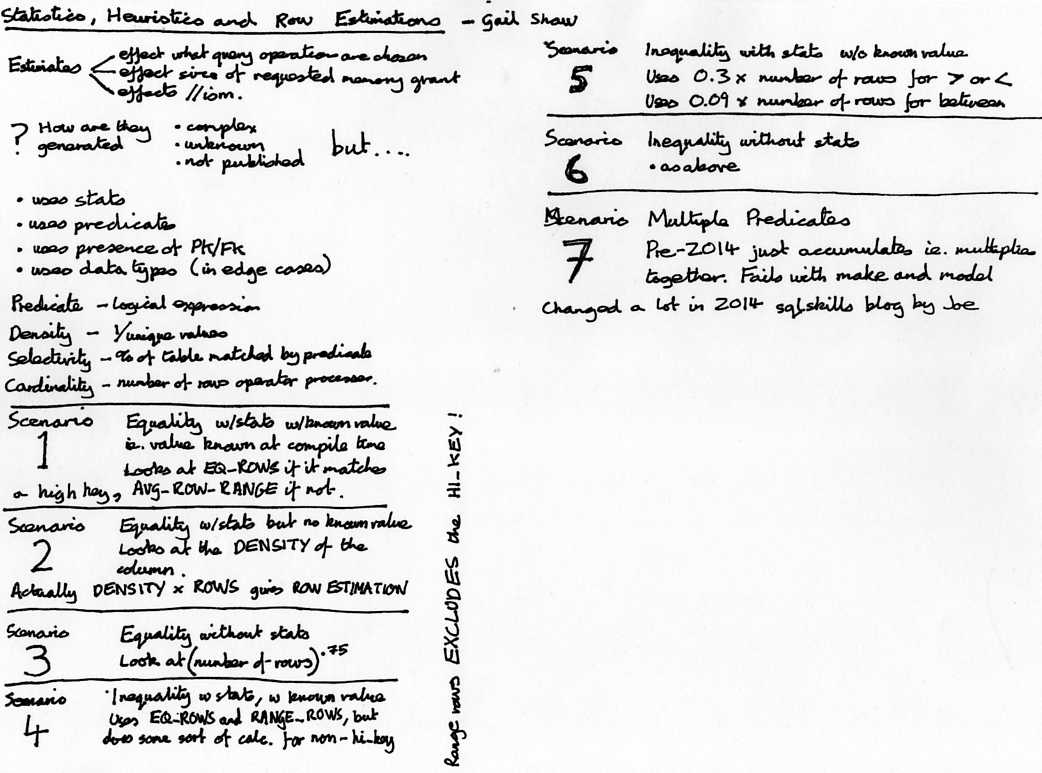 Statistics, Heuristics and Row Estimations - Gail Shaw
Estimates
effect what query operation are chosen
effect size of requested memory grant
effects //ism.
? How are they
generated
• complex
• unknown
• not published
but....
• uses stats
• uses predicates
• uses presence of PK/FK
• uses data types (in edge cases)
Predicate - logical expression
Density - 1/unique values
Selectivity - % of table matched by predicate
Cardinality - number of rows operator processes.
Scenario
1
Equality w/stats w/known value
ie. value known at compile time
Looks at EQ-ROWS if it matches
a high key, AVG-ROW-RANGE if not.
Scenario
2
Equality w/stats but no known value
Looks at the DENSITY of the
column.
Actually DENSITY × ROWS gives ROW ESTIMATION
Scenario
3
Equality without stats
Look at (number of rows)^.75
Scenario
4
Inequality w stats, w known value
Uses EQ-ROWS and RANGE-ROWS, but
does some sort of calc. for non-hi-key
Range rows EXCLUDES the HI-KEY!
Scenario
5
Inequality with stats w/o known value
Uses 0.3 x number of rows for > or <
Uses 0.09 x number of rows for between
Scenario
6
Inequality without stats
• as above
Scenario
7
Multiple Predicates
Pre-2014 just accumulates ie. multiplies
together. Fails with make and model
Changed a lot in 2014 sqlskills blog by Joe